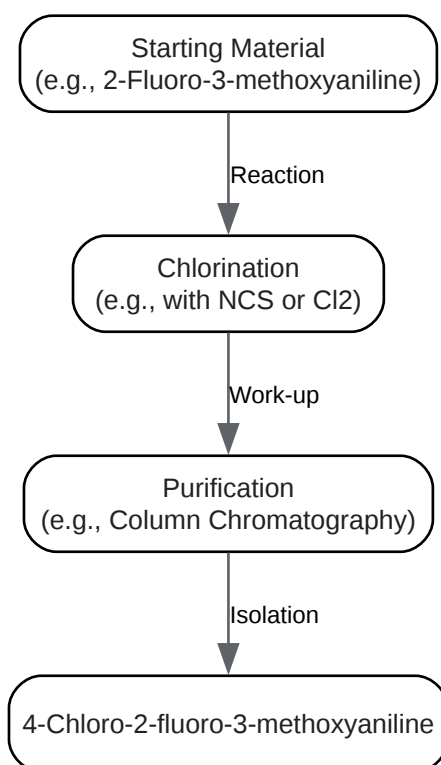 Starting Material
(e.g., 2-Fluoro-3-methoxyaniline)
Reaction
Chlorination
(e.g., with NCS or Cl2)
Work-up
Purification
(e.g., Column Chromatography)
Isolation
4-Chloro-2-fluoro-3-methoxyaniline